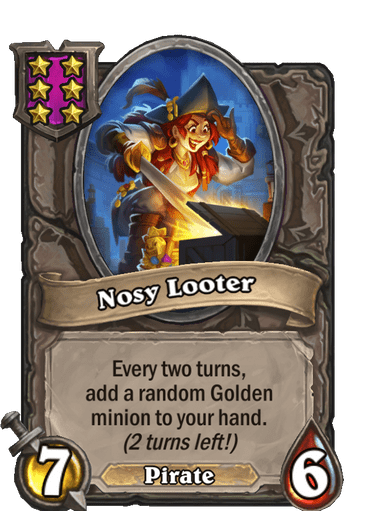 Nosy Looter
Every two turns,
add a random Golden
minion to your hand.
(2 turns left!)
7
Pirate
6